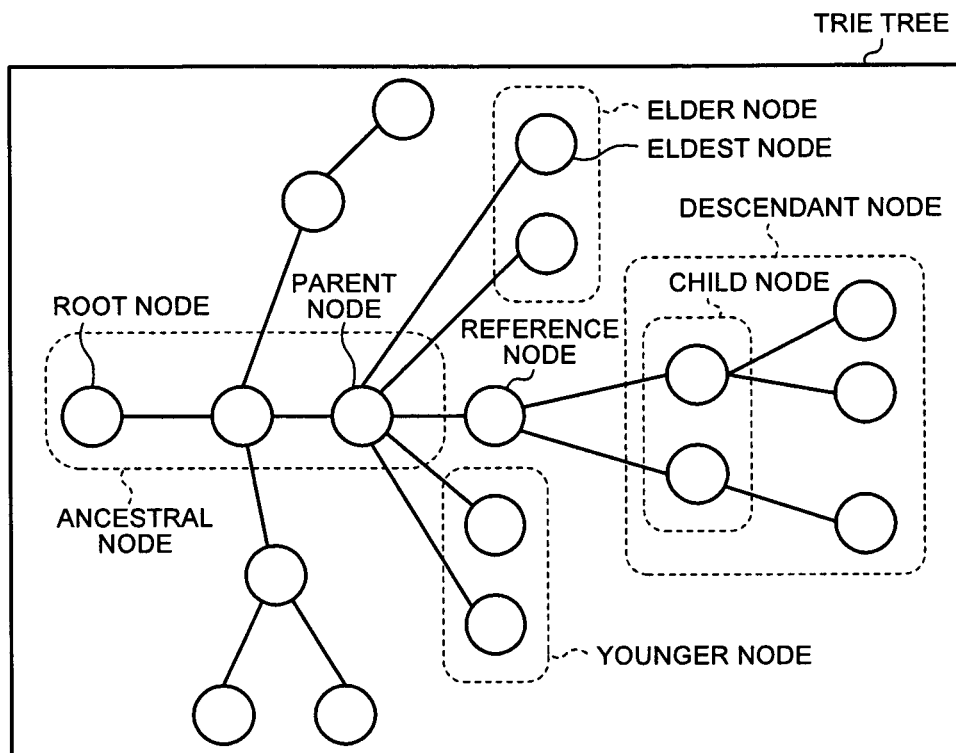 TRIE TREE
ELDER NODE
ELDEST NODE
DESCENDANT NODE
CHILD NODE
PARENT
NODE
ROOT NODE
REFERENCE
NODE
ANCESTRAL
NODE
YOUNGER NODE